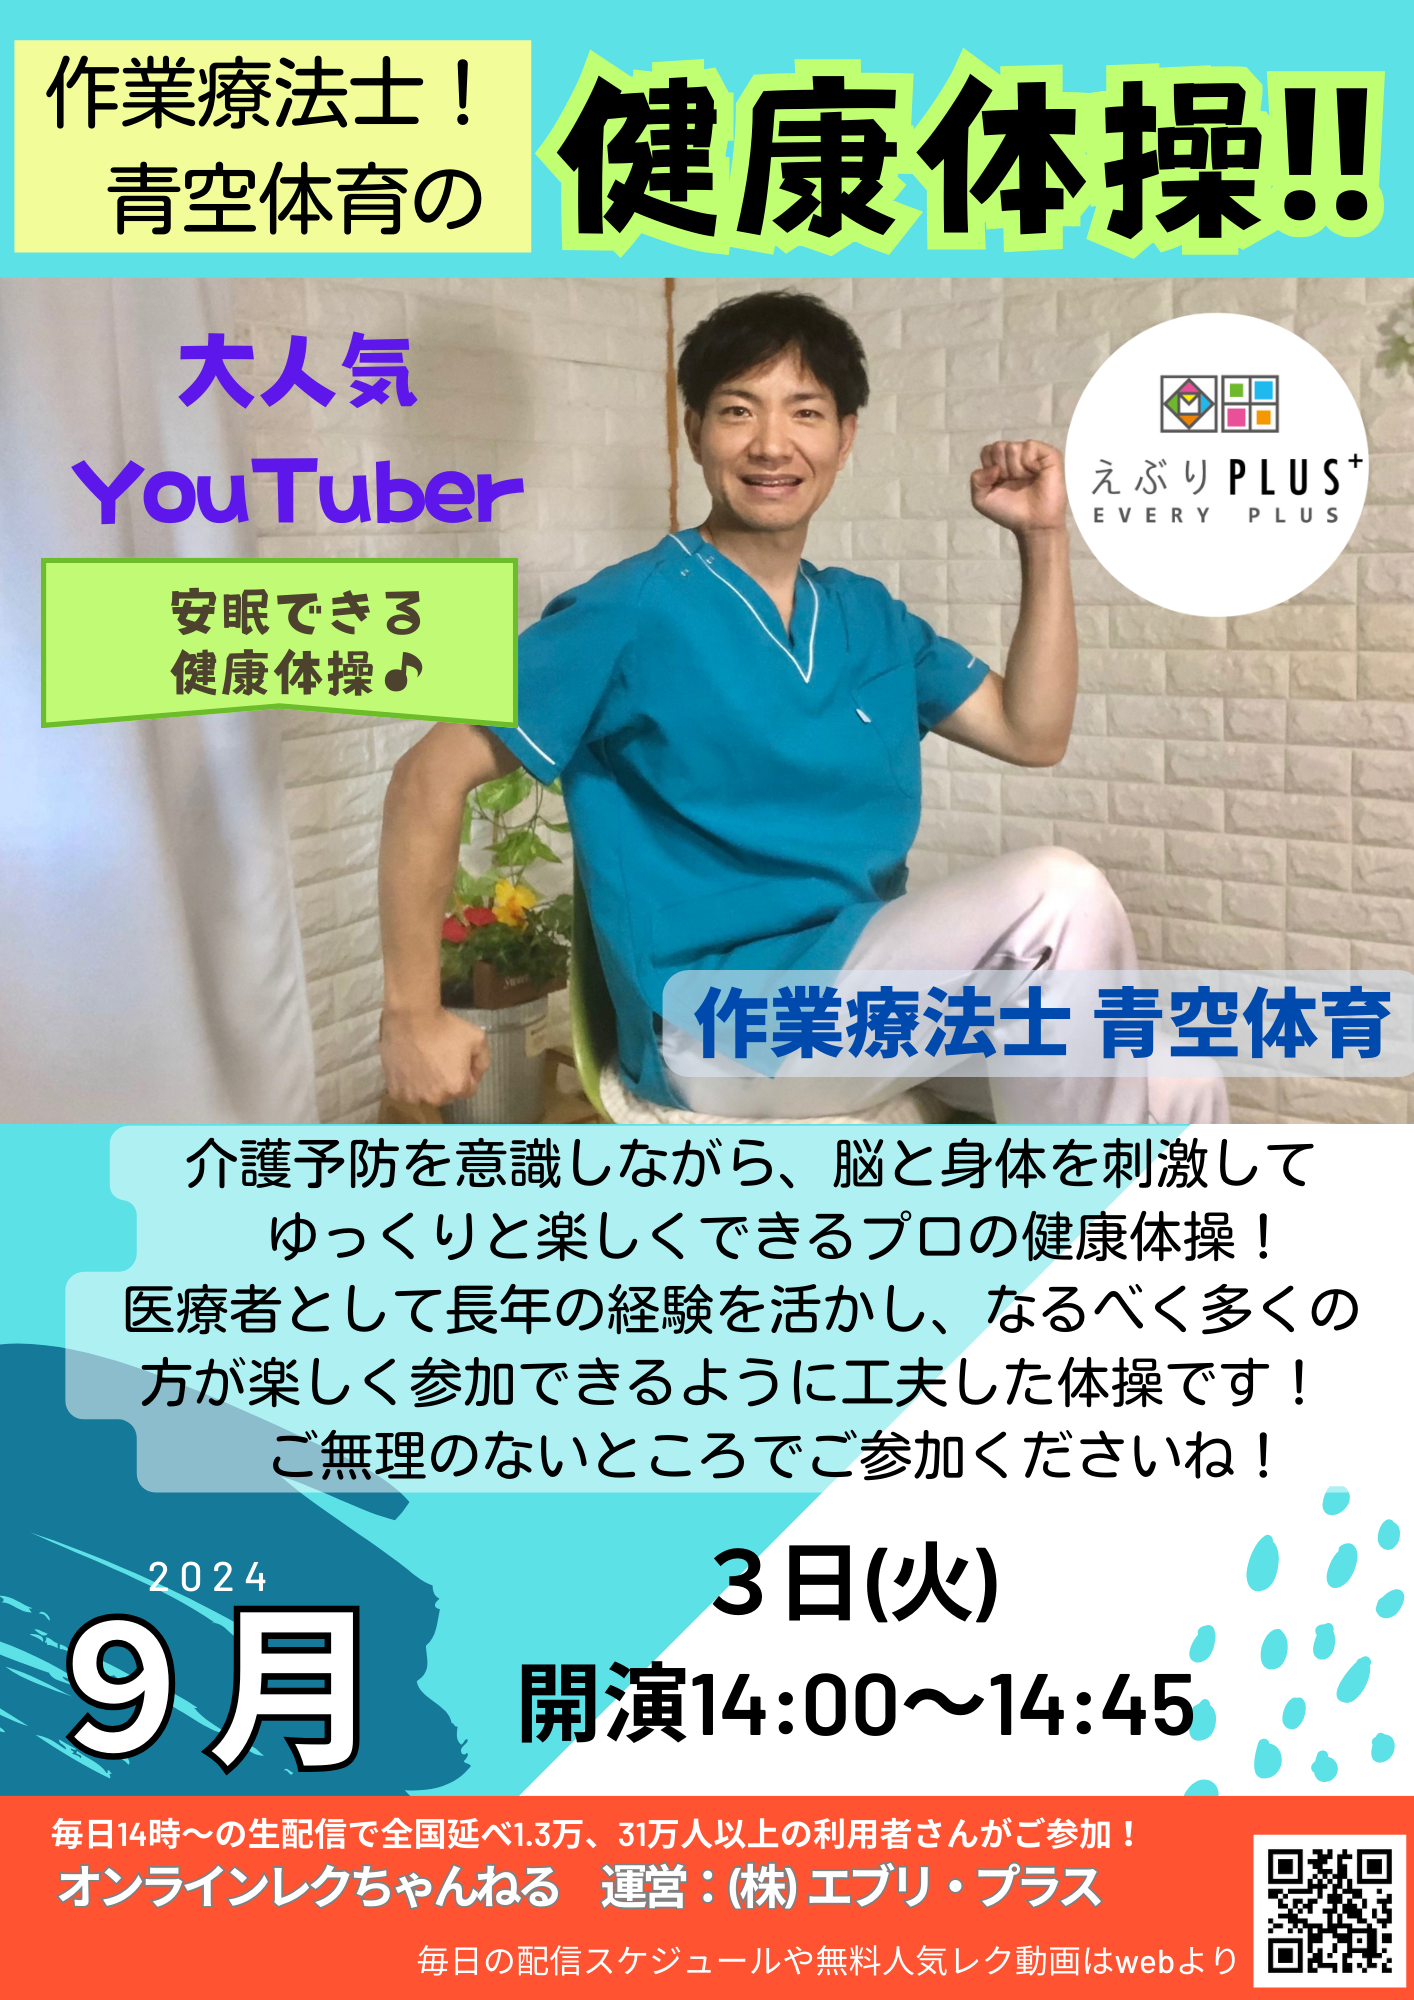 作業療法士！
青空体育の
健康体操!!
大人気
YouTuber
安眠できる
健康体操♪
えぶりPLUS+
EVERY PLUS
作業療法士 青空体育
介護予防を意識しながら、脳と身体を刺激して
ゆっくりと楽しくできるプロの健康体操！
医療者として長年の経験を活かし、なるべく多くの
方が楽しく参加できるように工夫した体操です！
ご無理のないところでご参加くださいね！
2024
9月
３日(火)
開演14:00～14:45
毎日14時～の生配信で全国延べ1.3万、31万人以上の利用者さんがご参加！
オンラインレクちゃんねる　運営：(株) エブリ・プラス
毎日の配信スケジュールや無料人気レク動画はwebより